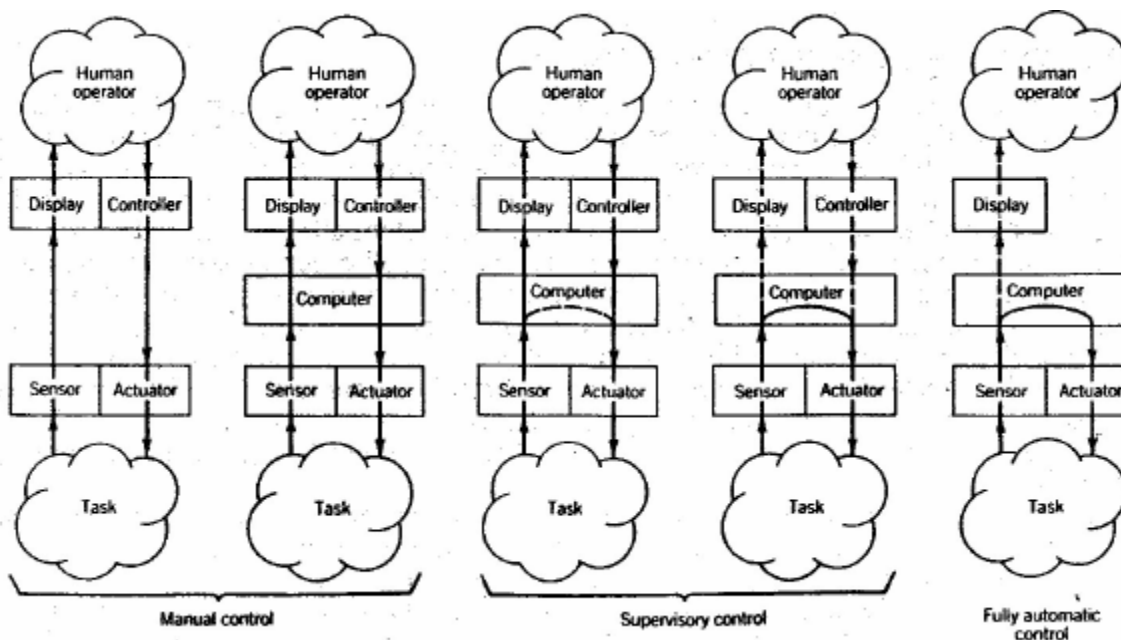 Human
operator
Human
operator
Human
operator
Human
operator
Human
operator
Display
Controller
Display
Controller
Display
Controller
Display
Controller
Display
Computer
Computer
Computer
Computer
Sensor
Actuator
Sensor
Actuator
Sensor
Actuator
Sensor
Actuator
Sensor
Actuator
Task
Task
Task
Task
Task
Manual control
Supervisory control
Fully automatic
control